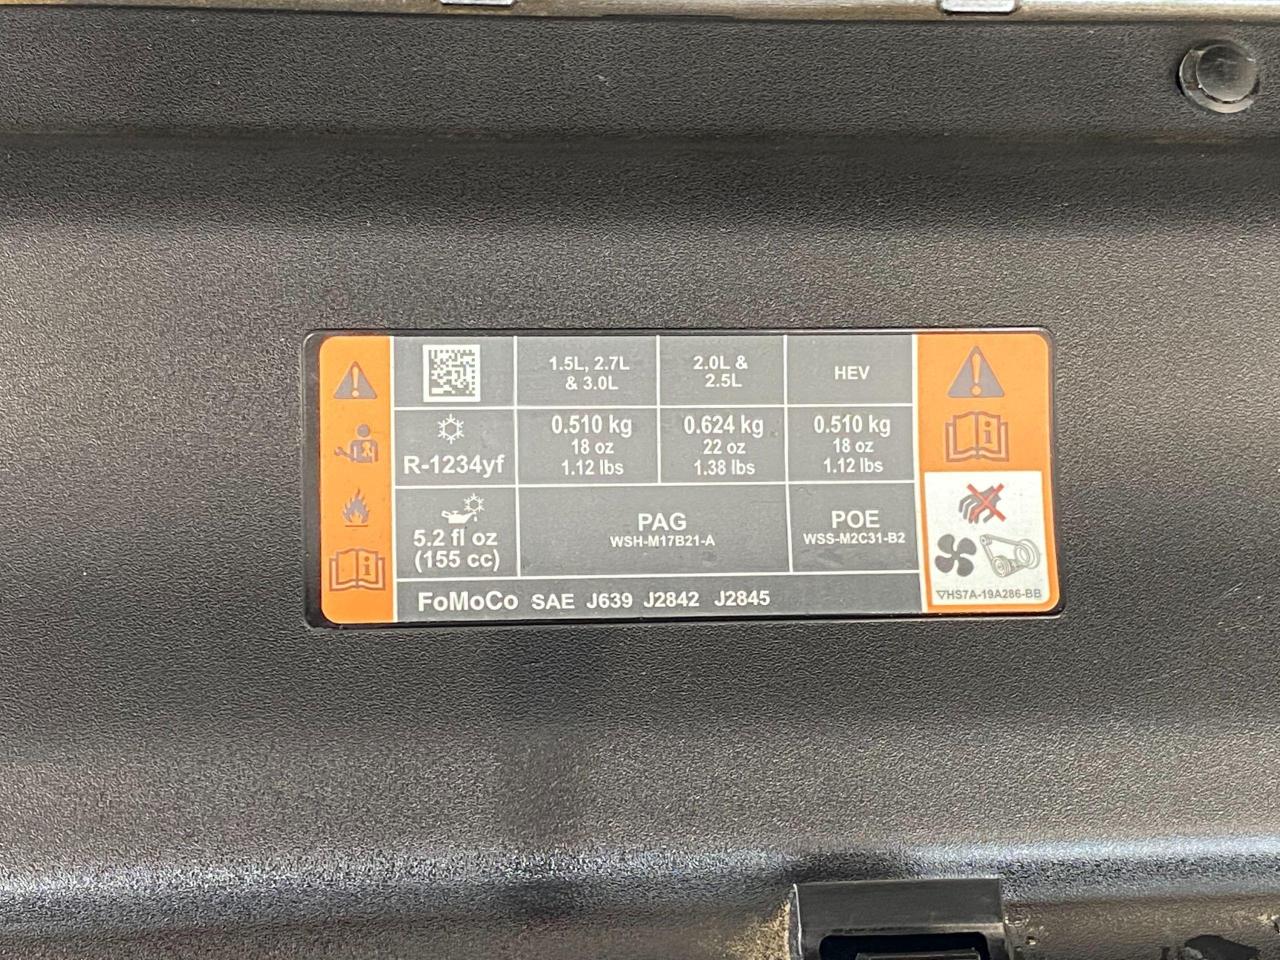 1.5L, 2.7L
& 3.0L
2.0L &
2.5L
HEV
R-1234yf
0.510 kg
18 oz
1.12 lbs
0.624 kg
22 oz
1.38 lbs
0.510 kg
18 oz
1.12 lbs
5.2 fl oz
(155 cc)
PAG
WSH-M17B21-A
POE
WSS-M2C31-B2
FoMoCo SAE J639 J2842 J2845
▽HS7A-19A286-BB